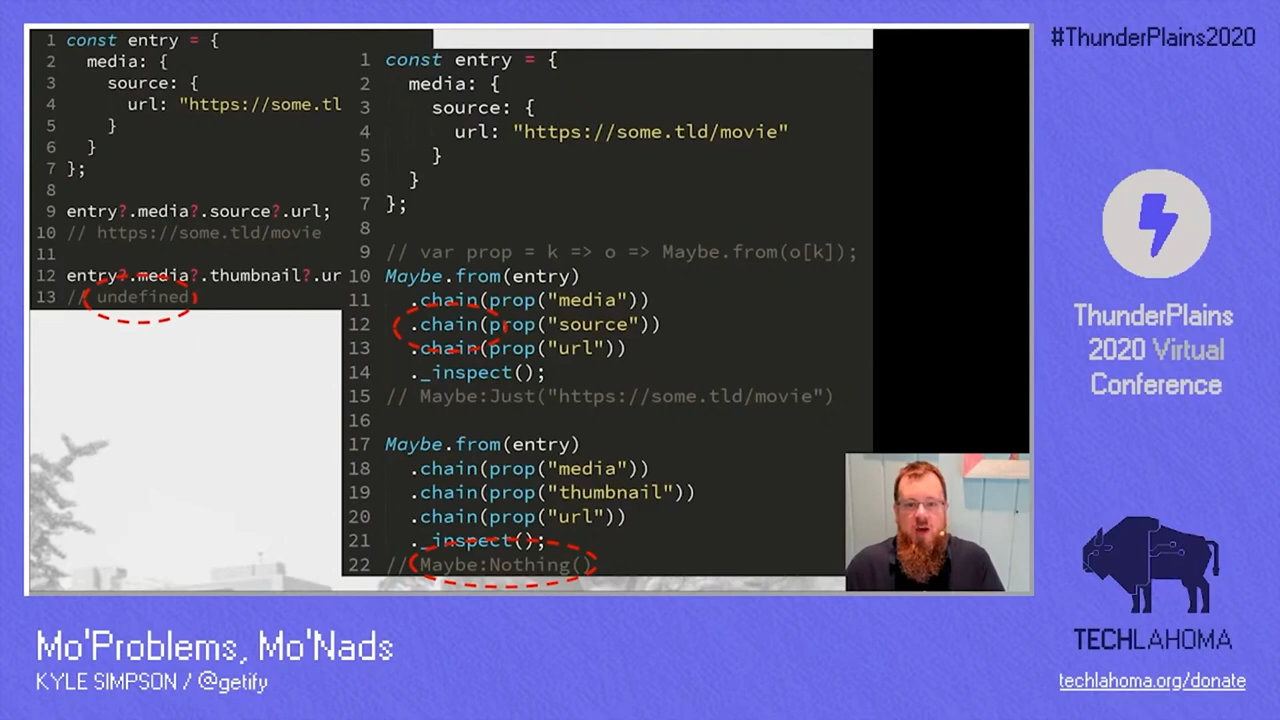 1 const entry = {
2 media: {
3 source: {
4 url: "https://some.tl
5 }
6 }
7 };
8
9 entry?.media?.source?.url;
10 // https://some.tld/movie
11
12 entry?.media?.thumbnail?.ur
13 // undefined
1 const entry = {
2 media: {
3 source: {
4 url: "https://some.tld/movie"
5 }
6 }
7 };
8
9 // var prop = k => o => Maybe.from(o[k]);
10 Maybe.from(entry)
11 .chain(prop("media"))
12 .chain(prop("source"))
13 .chain(prop("url"))
14 ._inspect();
15 // Maybe:Just("https://some.tld/movie")
16
17 Maybe.from(entry)
18 .chain(prop("media"))
19 .chain(prop("thumbnail"))
20 .chain(prop("url"))
21 ._inspect();
22 // Maybe:Nothing()
#ThunderPlains2020
ThunderPlains
2020 Virtual
Conference
TECHLAHOMA
techlahoma.org/donate
Mo'Problems, Mo'Nads
KYLE SIMPSON / @getify